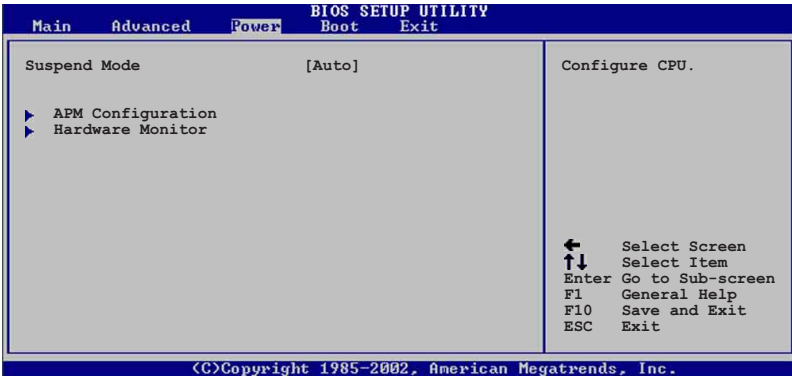 BIOS SETUP UTILITY
Main Advanced Power Boot Exit
Suspend Mode [Auto]
APM Configuration
Hardware Monitor
Configure CPU.
Select Screen
Select Item
Enter Go to Sub-screen
F1 General Help
F10 Save and Exit
ESC Exit
(C)Copyright 1985-2002, American Megatrends, Inc.